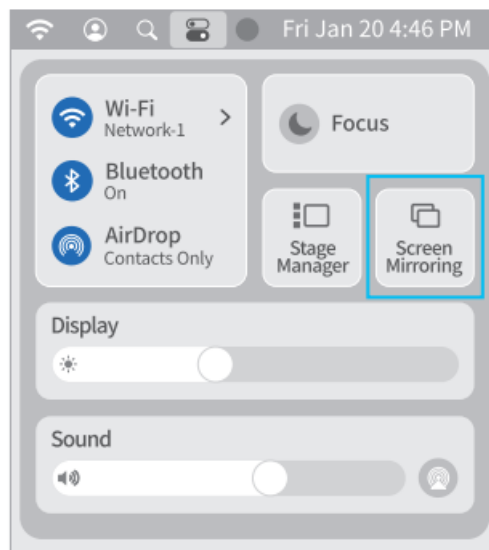 Fri Jan 20 4:46 PM
Wi-Fi
Network-1
Bluetooth
On
AirDrop
Contacts Only
Focus
Stage
Manager
Screen
Mirroring
Display
Sound